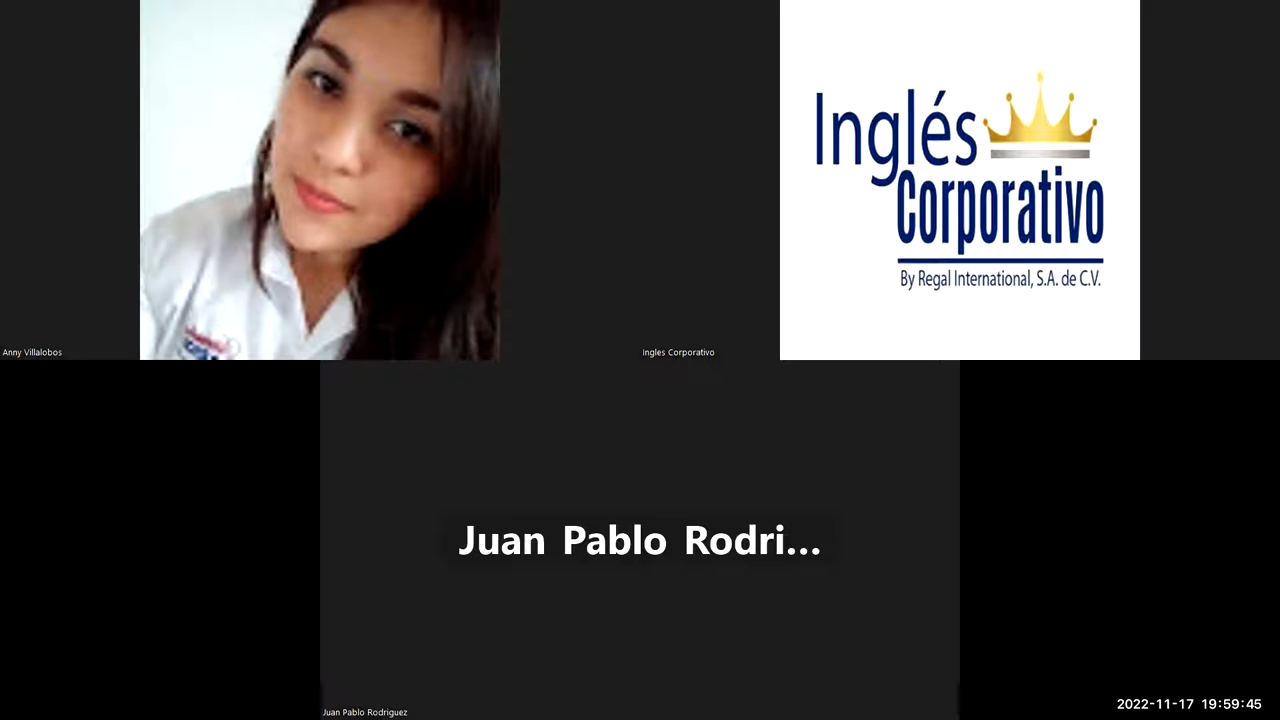 Inglés
Corporativo
By Regal International, S.A. de C.V.
Anny Villalobos
Ingles Corporativo
Juan Pablo Rodri...
Juan Pablo Rodriguez
2022-11-17 19:59:45